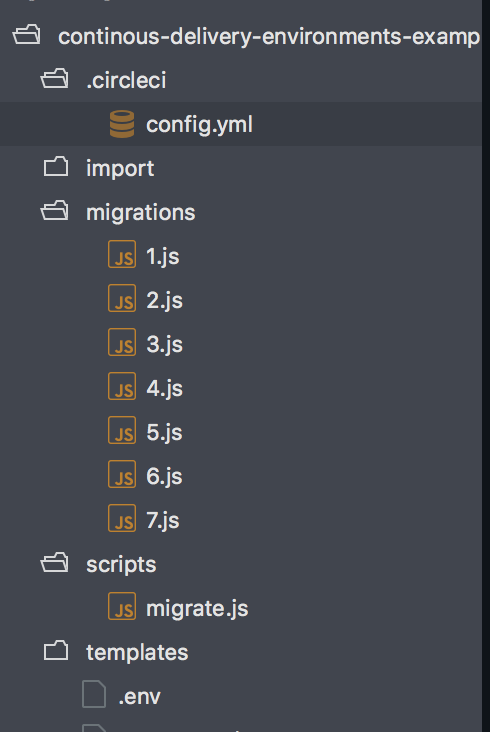 continous-delivery-environments-examp
.circleci
config.yml
import
migrations
JS 1.js
JS 2.js
JS 3.js
JS 4.js
JS 5.js
JS 6.js
JS 7.js
scripts
JS migrate.js
templates
.env